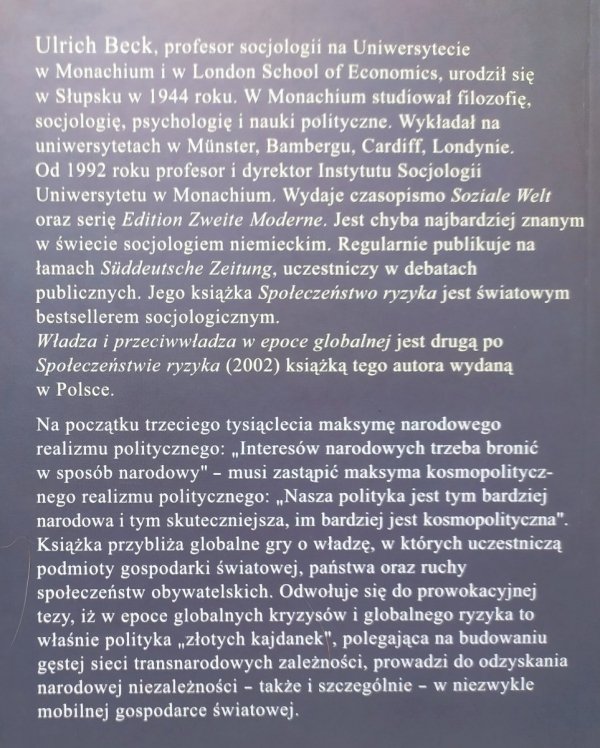 Ulrich Beck, profesor socjologii na Uniwersytecie
w Monachium i w London School of Economics, urodził się
w Słupsku w 1944 roku. W Monachium studiował filozofię,
socjologię, psychologię i nauki polityczne. Wykładał na
uniwersytetach w Münster, Bambergu, Cardiff, Londynie.
Od 1992 roku profesor i dyrektor Instytutu Socjologii
Uniwersytetu w Monachium. Wydaje czasopismo Soziale Welt
oraz serię Edition Zweite Moderne. Jest chyba najbardziej znanym
w świecie socjologiem niemieckim. Regularnie publikuje na
łamach Süddeutsche Zeitung, uczestniczy w debatach
publicznych. Jego książka Społeczeństwo ryzyka jest światowym
bestsellerem socjologicznym.
Władza i przeciwwładza w epoce globalnej jest drugą po
Społeczeństwie ryzyka (2002) książką tego autora wydaną
w Polsce.
Na początku trzeciego tysiąclecia maksymę narodowego
realizmu politycznego: „Interesów narodowych trzeba bronić
w sposób narodowy" – musi zastąpić maksyma kosmopolitycz-
nego realizmu politycznego: „Nasza polityka jest tym bardziej
narodowa i tym skuteczniejsza, im bardziej jest kosmopolityczna".
Książka przybliża globalne gry o władzę, w których uczestniczą
podmioty gospodarki światowej, państwa oraz ruchy
społeczeństw obywatelskich. Odwołuje się do prowokacyjnej
tezy, iż w epoce globalnych kryzysów i globalnego ryzyka to
właśnie polityka „złotych kajdanek", polegająca na budowaniu
gęstej sieci transnarodowych zależności, prowadzi do odzyskania
narodowej niezależności – także i szczególnie – w niezwykle
mobilnej gospodarce światowej.